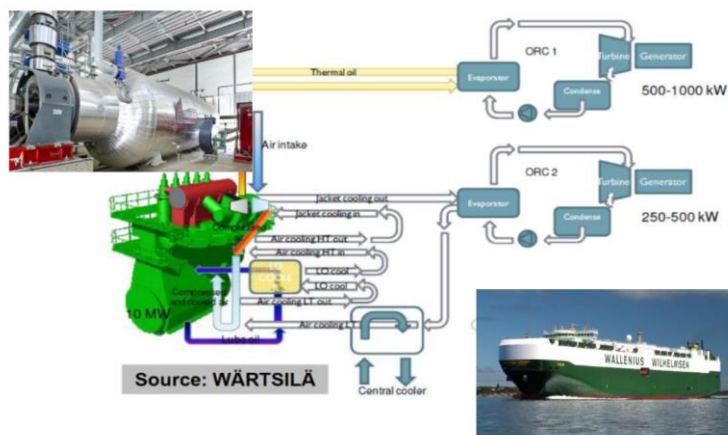 ORC 1
Turbine
Generator
Thermal oil
Evaporator
Condense
500-1000 kW
Air intake
ORC 2
Turbine
Generator
Jacket cooling out
Evaporator
Jacket cooling in
Condense
250-500 kW
Air cooling HT out
Air cooling HT in
LO cool
LO cool
Compressed
and cooled air
Air cooling LT out
10 MW
Air cooling LT
Lube oil
WALLENIUS WILHELMSEN
Source: WÄRTSILÄ
Central cooler